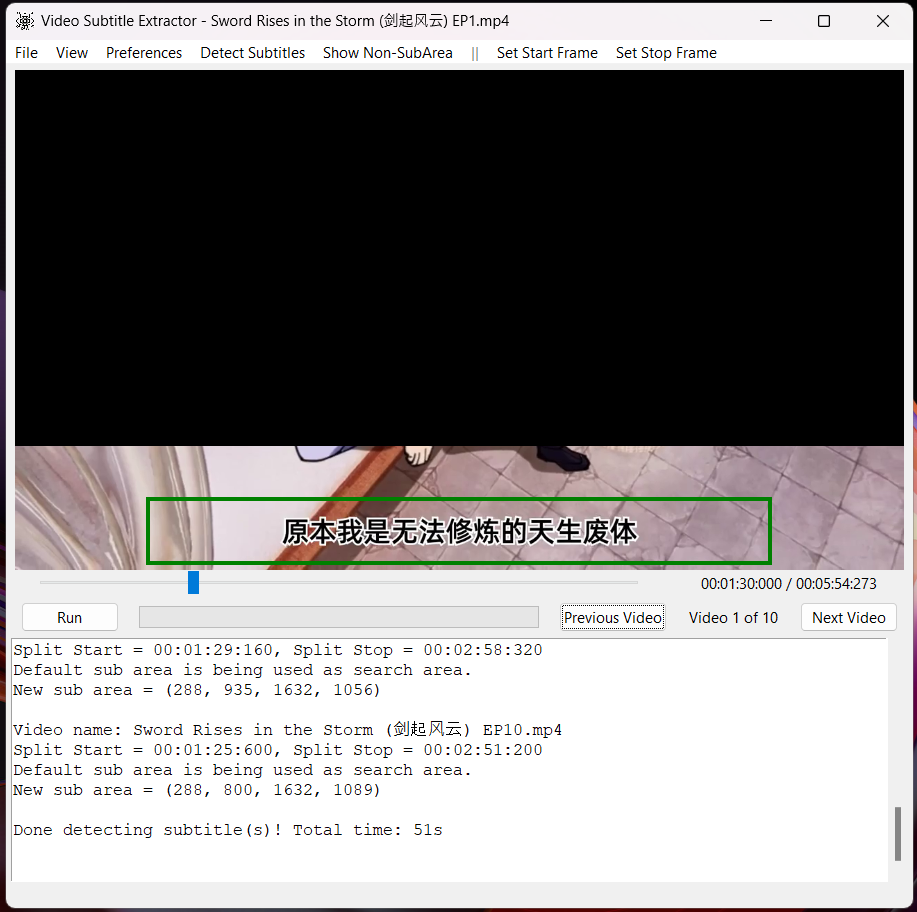 Video Subtitle Extractor - Sword Rises in the Storm (剑起风云) EP1.mp4
File View Preferences Detect Subtitles Show Non-SubArea || Set Start Frame Set Stop Frame
原本我是无法修炼的天生废体
00:01:30:000 / 00:05:54:273
Run Previous Video Video 1 of 10 Next Video
Split Start = 00:01:29:160, Split Stop = 00:02:58:320
Default sub area is being used as search area.
New sub area = (288, 935, 1632, 1056)
Video name: Sword Rises in the Storm (剑起风云) EP10.mp4
Split Start = 00:01:25:600, Split Stop = 00:02:51:200
Default sub area is being used as search area.
New sub area = (288, 800, 1632, 1089)
Done detecting subtitle(s)! Total time: 51s